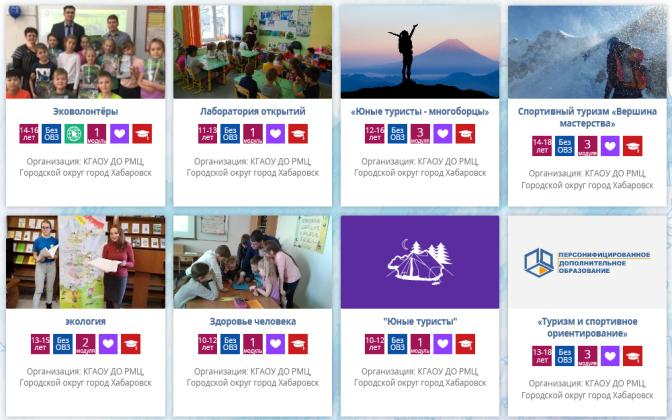 Эковолонтёры
14-16 лет
Без ОВЗ
1 модуль
Организация: КГАОУ ДО РМЦ,
Городской округ город Хабаровск
Лаборатория открытий
11-13 лет
Без ОВЗ
1 модуль
Организация: КГАОУ ДО РМЦ,
Городской округ город Хабаровск
«Юные туристы - многоборцы»
12-16 лет
Без ОВЗ
3 модуля
Организация: КГАОУ ДО РМЦ,
Городской округ город Хабаровск
Спортивный туризм «Вершина
мастерства»
14-18 лет
Без ОВЗ
3 модуля
Организация: КГАОУ ДО РМЦ,
Городской округ город Хабаровск
экология
13-15 лет
Без ОВЗ
2 модуля
Организация: КГАОУ ДО РМЦ,
Городской округ город Хабаровск
Здоровье человека
10-12 лет
Без ОВЗ
1 модуль
Организация: КГАОУ ДО РМЦ,
Городской округ город Хабаровск
"Юные туристы"
10-12 лет
Без ОВЗ
1 модуль
Организация: КГАОУ ДО РМЦ,
Городской округ город Хабаровск
ПЕРСОНИФИЦИРОВАННОЕ
ДОПОЛНИТЕЛЬНОЕ
ОБРАЗОВАНИЕ
«Туризм и спортивное
ориентирование»
13-18 лет
Без ОВЗ
3 модуля
Организация: КГАОУ ДО РМЦ,
Городской округ город Хабаровск